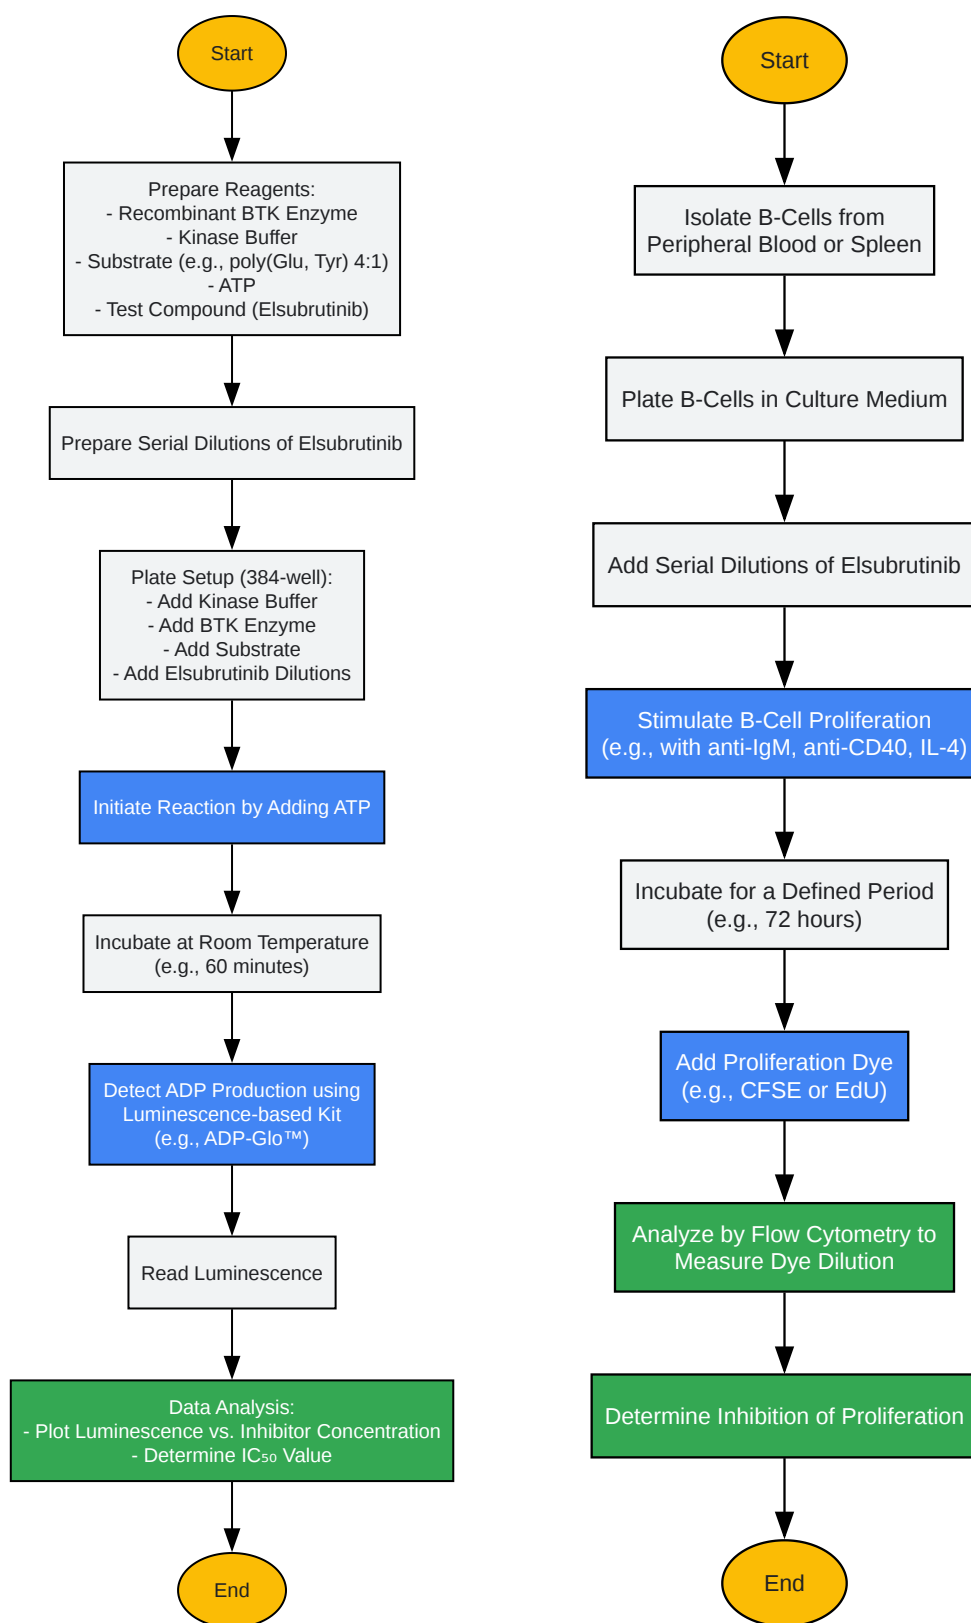 Start
Prepare Reagents:
- Recombinant BTK Enzyme
- Kinase Buffer
- Substrate (e.g., poly(Glu, Tyr) 4:1)
- ATP
- Test Compound (Elsubrutinib)
Prepare Serial Dilutions of Elsubrutinib
Plate Setup (384-well):
- Add Kinase Buffer
- Add BTK Enzyme
- Add Substrate
- Add Elsubrutinib Dilutions
Initiate Reaction by Adding ATP
Incubate at Room Temperature
(e.g., 60 minutes)
Detect ADP Production using
Luminescence-based Kit
(e.g., ADP-Glo™)
Read Luminescence
Data Analysis:
- Plot Luminescence vs. Inhibitor Concentration
- Determine IC₅₀ Value
End
Start
Isolate B-Cells from
Peripheral Blood or Spleen
Plate B-Cells in Culture Medium
Add Serial Dilutions of Elsubrutinib
Stimulate B-Cell Proliferation
(e.g., with anti-IgM, anti-CD40, IL-4)
Incubate for a Defined Period
(e.g., 72 hours)
Add Proliferation Dye
(e.g., CFSE or EdU)
Analyze by Flow Cytometry to
Measure Dye Dilution
Determine Inhibition of Proliferation
End